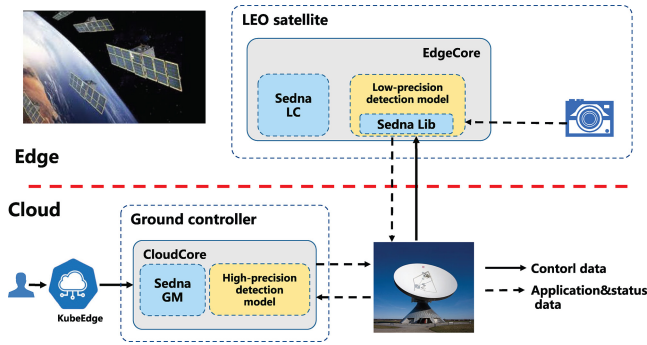 LEO satellite
EdgeCore
Sedna
LC
Low-precision
detection model
Sedna Lib
Edge
Cloud
Ground controller
CloudCore
Sedna
GM
High-precision
detection
model
KubeEdge
Contorl data
Application&status
data